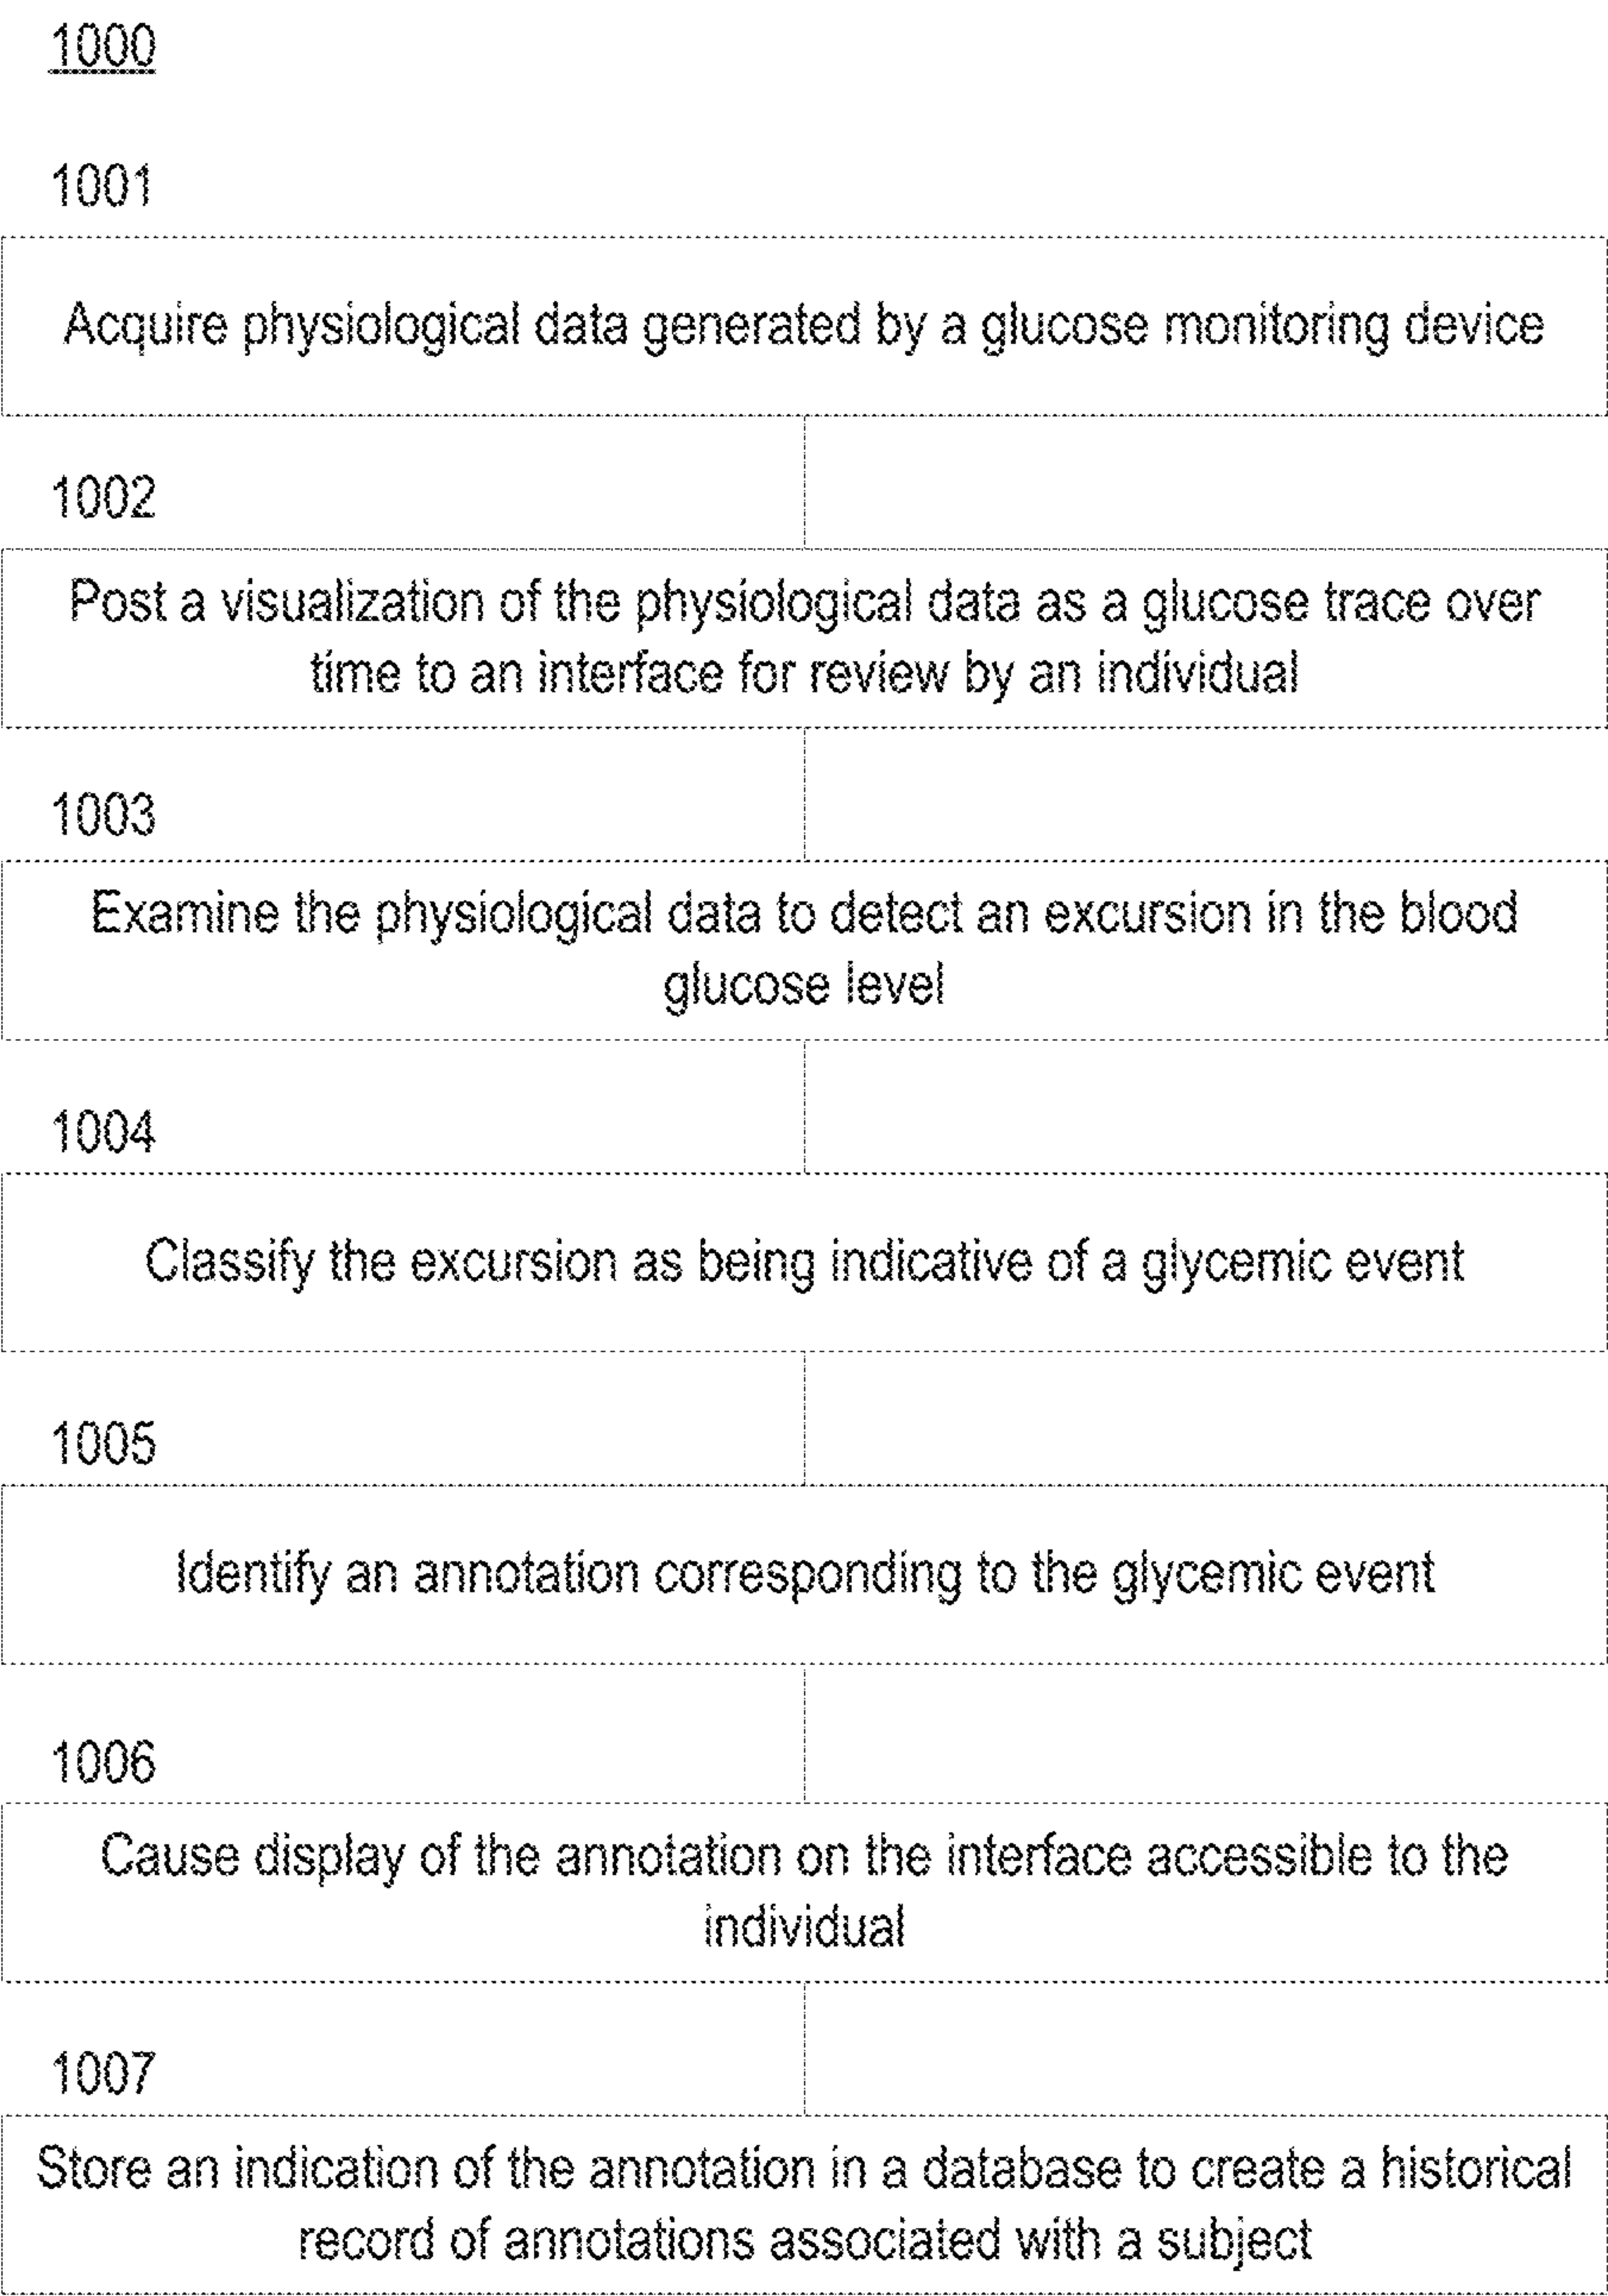 1000
1001
Acquire physiological data generated by a glucose monitoring device
1002
Post a visualization of the physiological data as a glucose trace over
time to an interface for review by an individual
1003
Examine the physiological data to detect an excursion in the blood
glucose level
1004
Classify the excursion as being indicative of a glycemic event
1005
Identify an annotation corresponding to the glycemic event
1006
Cause display of the annotation on the interface accessible to the
individual
1007
Store an indication of the annotation in a database to create a historical
record of annotations associated with a subject